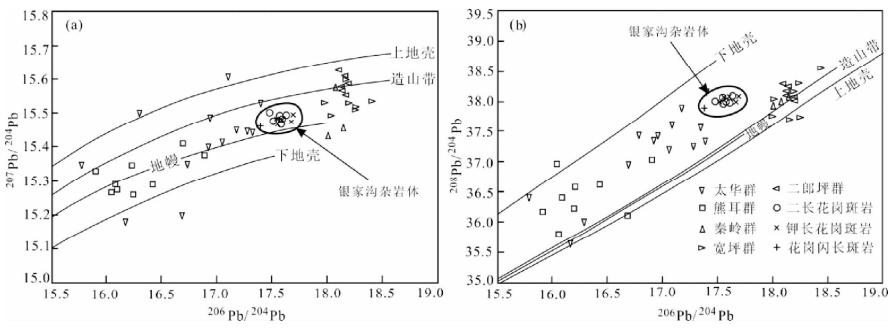 (a)
15.8
15.7
15.6
15.5
15.4
15.3
15.2
15.1
15.0
207Pb/204Pb
上地壳
造山带
地幔
下地壳
银家沟杂岩体
15.5 16.0 16.5 17.0 17.5 18.0 18.5 19.0
206Pb/204Pb
(b)
39.5
39.0
38.5
38.0
37.5
37.0
36.5
36.0
35.5
35.0
208Pb/204Pb
银家沟杂岩体
下地壳
造山带
上地壳
地幔
太华群 二郎坪群
熊耳群 二长花岗斑岩
秦岭群 钾长花岗斑岩
宽坪群 花岗闪长斑岩
15.5 16.0 16.5 17.0 17.5 18.0 18.5 19.0
206Pb/204Pb